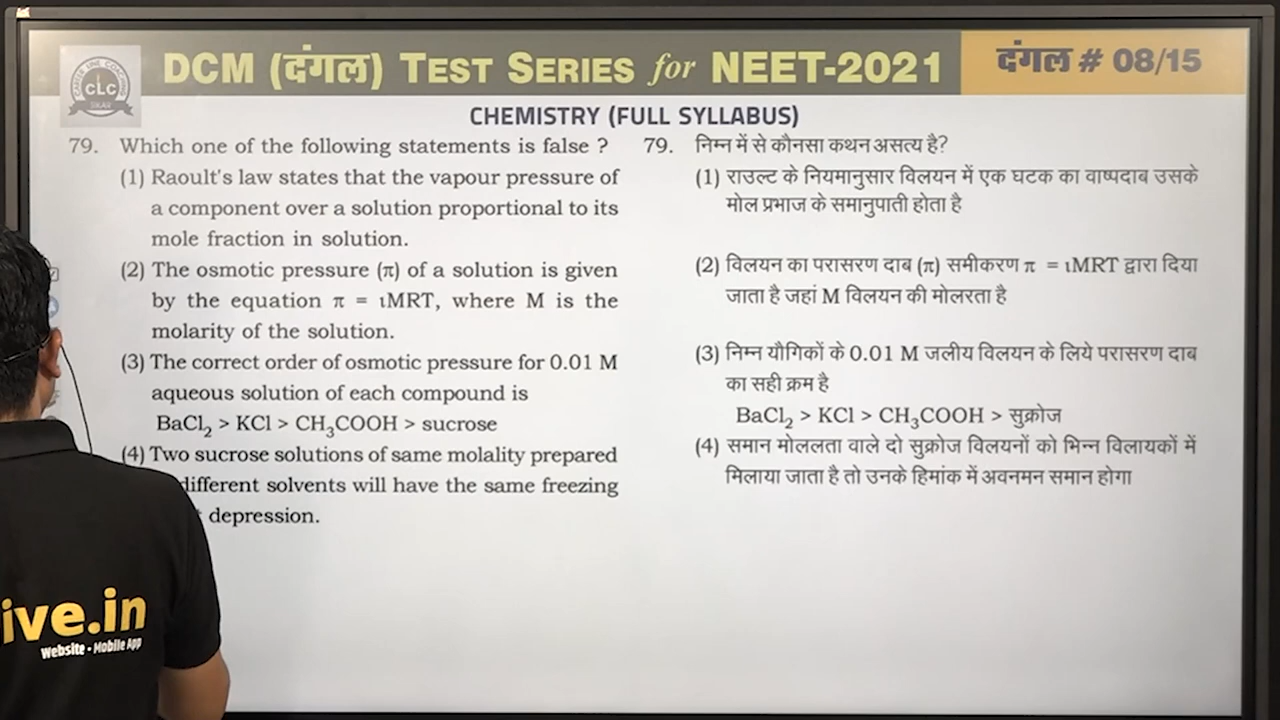 DCM (दंगल) TEST SERIES for NEET-2021
दंगल # 08/15
CLC
SIKAR
CHEMISTRY (FULL SYLLABUS)
79. Which one of the following statements is false ?
(1) Raoult's law states that the vapour pressure of
a component over a solution proportional to its
mole fraction in solution.
(2) The osmotic pressure (π) of a solution is given
by the equation π = ιMRT, where M is the
molarity of the solution.
(3) The correct order of osmotic pressure for 0.01 M
aqueous solution of each compound is
BaCl₂ > KCl > CH₃COOH > sucrose
(4) Two sucrose solutions of same molality prepared
different solvents will have the same freezing
depression.
79. निम्न में से कौनसा कथन असत्य है?
(1) राउल्ट के नियमानुसार विलयन में एक घटक का वाष्पदाब उसके
मोल प्रभाज के समानुपाती होता है
(2) विलयन का परासरण दाब (π) समीकरण π = ιMRT द्वारा दिया
जाता है जहां M विलयन की मोलरता है
(3) निम्न यौगिकों के 0.01 M जलीय विलयन के लिये परासरण दाब
का सही क्रम है
BaCl₂ > KCl > CH₃COOH > सुक्रोज
(4) समान मोललता वाले दो सुक्रोज विलयनों को भिन्न विलायकों में
मिलाया जाता है तो उनके हिमांक में अवनमन समान होगा
ive.in
Website • Mobile App